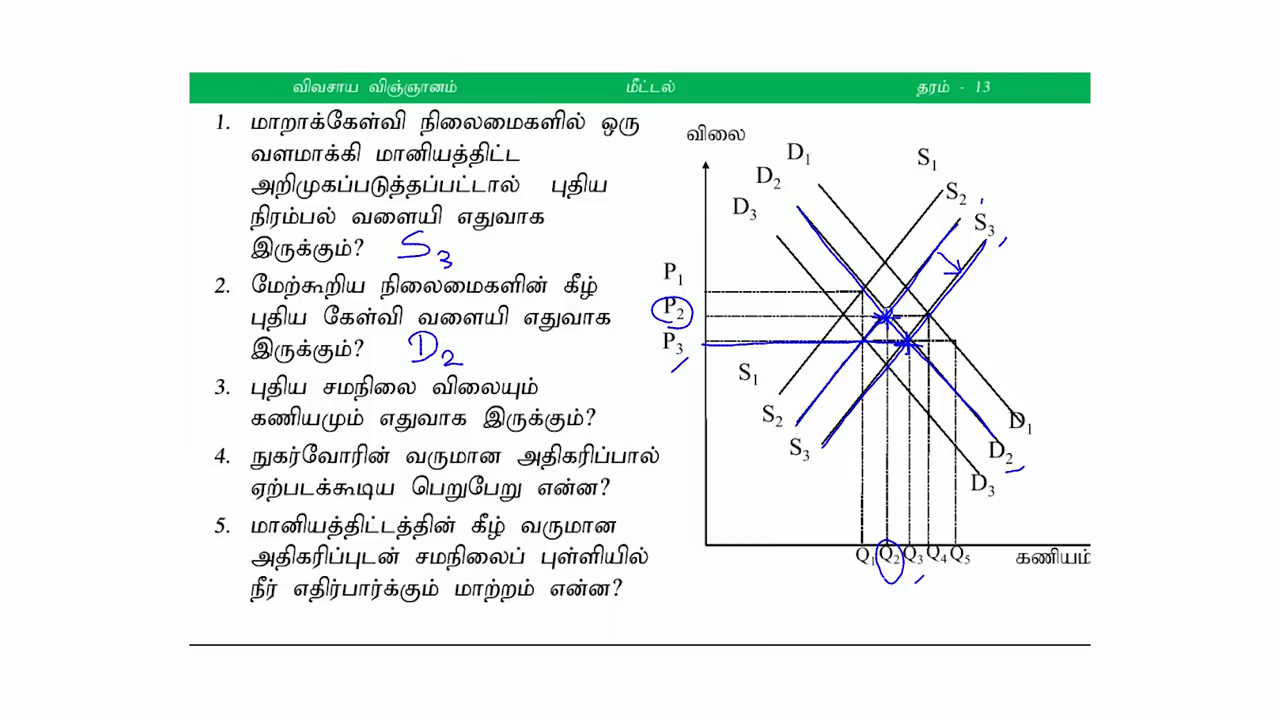 விவசாய விஞ்ஞானம் மீட்டல் தரம் - 13
1. மாறாக்கேள்வி நிலைமைகளில் ஒரு
வளமாக்கி மானியத்திட்ட
அறிமுகப்படுத்தப்பட்டால் புதிய
நிரம்பல் வளையி எதுவாக
இருக்கும்? S3
2. மேற்கூறிய நிலைமைகளின் கீழ்
புதிய கேள்வி வளையி எதுவாக
இருக்கும்? D2
3. புதிய சமநிலை விலையும்
கணியமும் எதுவாக இருக்கும்?
4. நுகர்வோரின் வருமான அதிகரிப்பால்
ஏற்படக்கூடிய பெறுபேறு என்ன?
5. மானியத்திட்டத்தின் கீழ் வருமான
அதிகரிப்புடன் சமநிலைப் புள்ளியில்
நீர் எதிர்பார்க்கும் மாற்றம் என்ன?
விலை
D1 S1
D2 S2
D3 S3
P1
P2
P3
S1
S2
S3
D1
D2
D3
Q1 Q2 Q3 Q4 Q5 கணியம்